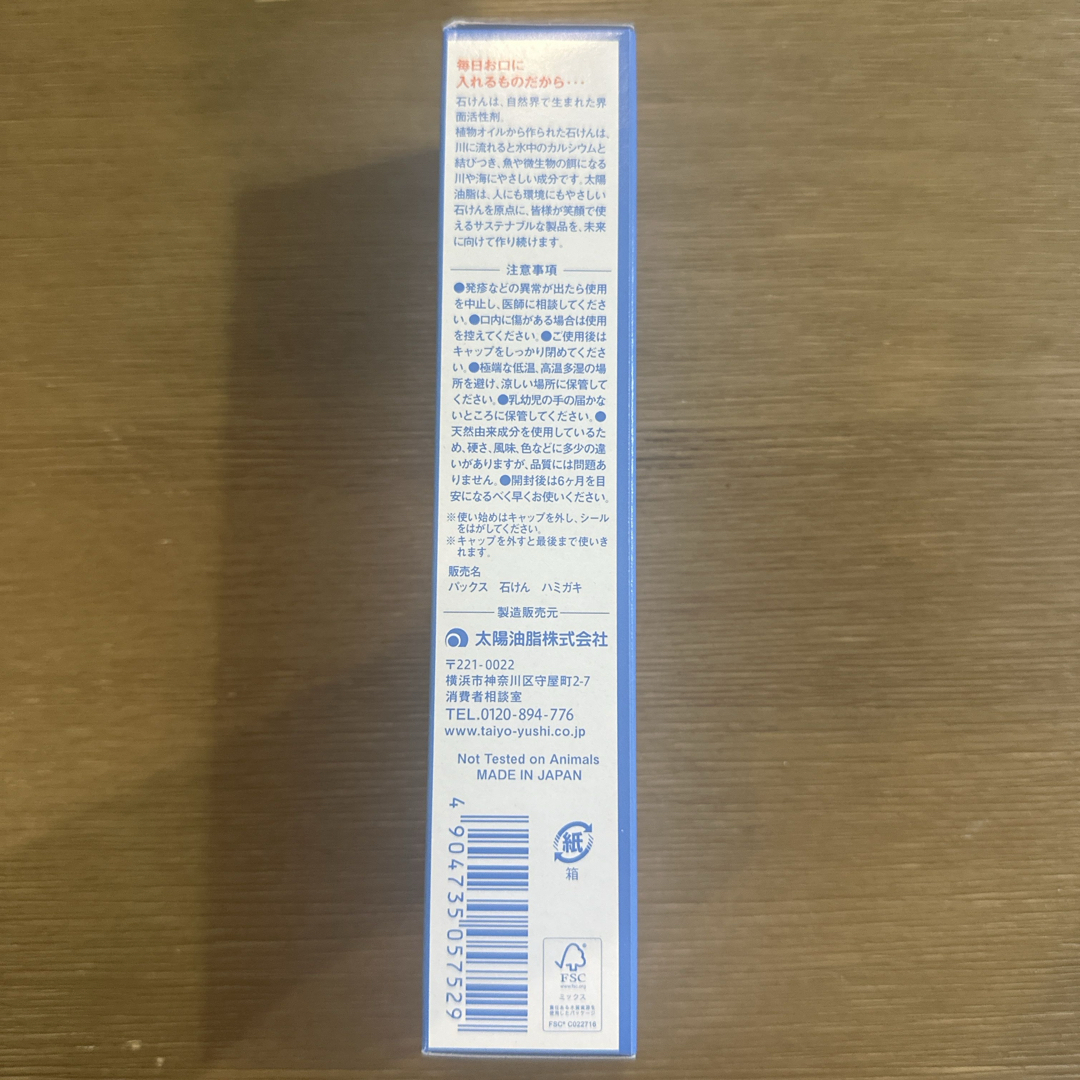 毎日お口に
入れるものだから･･･
石けんは、自然界で生まれた界
面活性剤。
植物オイルから作られた石けんは、
川に流れると水中のカルシウムと
結びつき、魚や微生物の餌になる
川や海にやさしい成分です。太陽
油脂は、人にも環境にもやさしい
石けんを原点に、皆様が笑顔で使
えるサステナブルな製品を、未来
に向けて作り続けます。
注意事項
●発疹などの異常が出たら使用
を中止し、医師に相談してくださ
い。●口内に傷がある場合は使用
を控えてください。●ご使用後は
キャップをしっかり閉めてくださ
い。●極端な低温、高温多湿の場
所を避け、涼しい場所に保管して
ください。●乳幼児の手の届かな
いところに保管してください。●
天然由来成分を使用しているた
め、硬さ、風味、色などに多少の違
いがありますが、品質には問題あ
りません。●開封後は6ヶ月を目
安になるべく早くお使いください。
※使い始めはキャップを外し、シール
をはがしてください。
※キャップを外すと最後まで使いき
れます。
販売名
パックス　石けん　ハミガキ
製造販売元
太陽油脂株式会社
〒221-0022
横浜市神奈川区守屋町2-7
消費者相談室
TEL.0120-894-776
www.taiyo-yushi.co.jp
Not Tested on Animals
MADE IN JAPAN
4904735057529
紙
箱
FSC
www.fsc.org
ミックス
責任ある木質資源を
使用したパッケージ
FSC® C022718